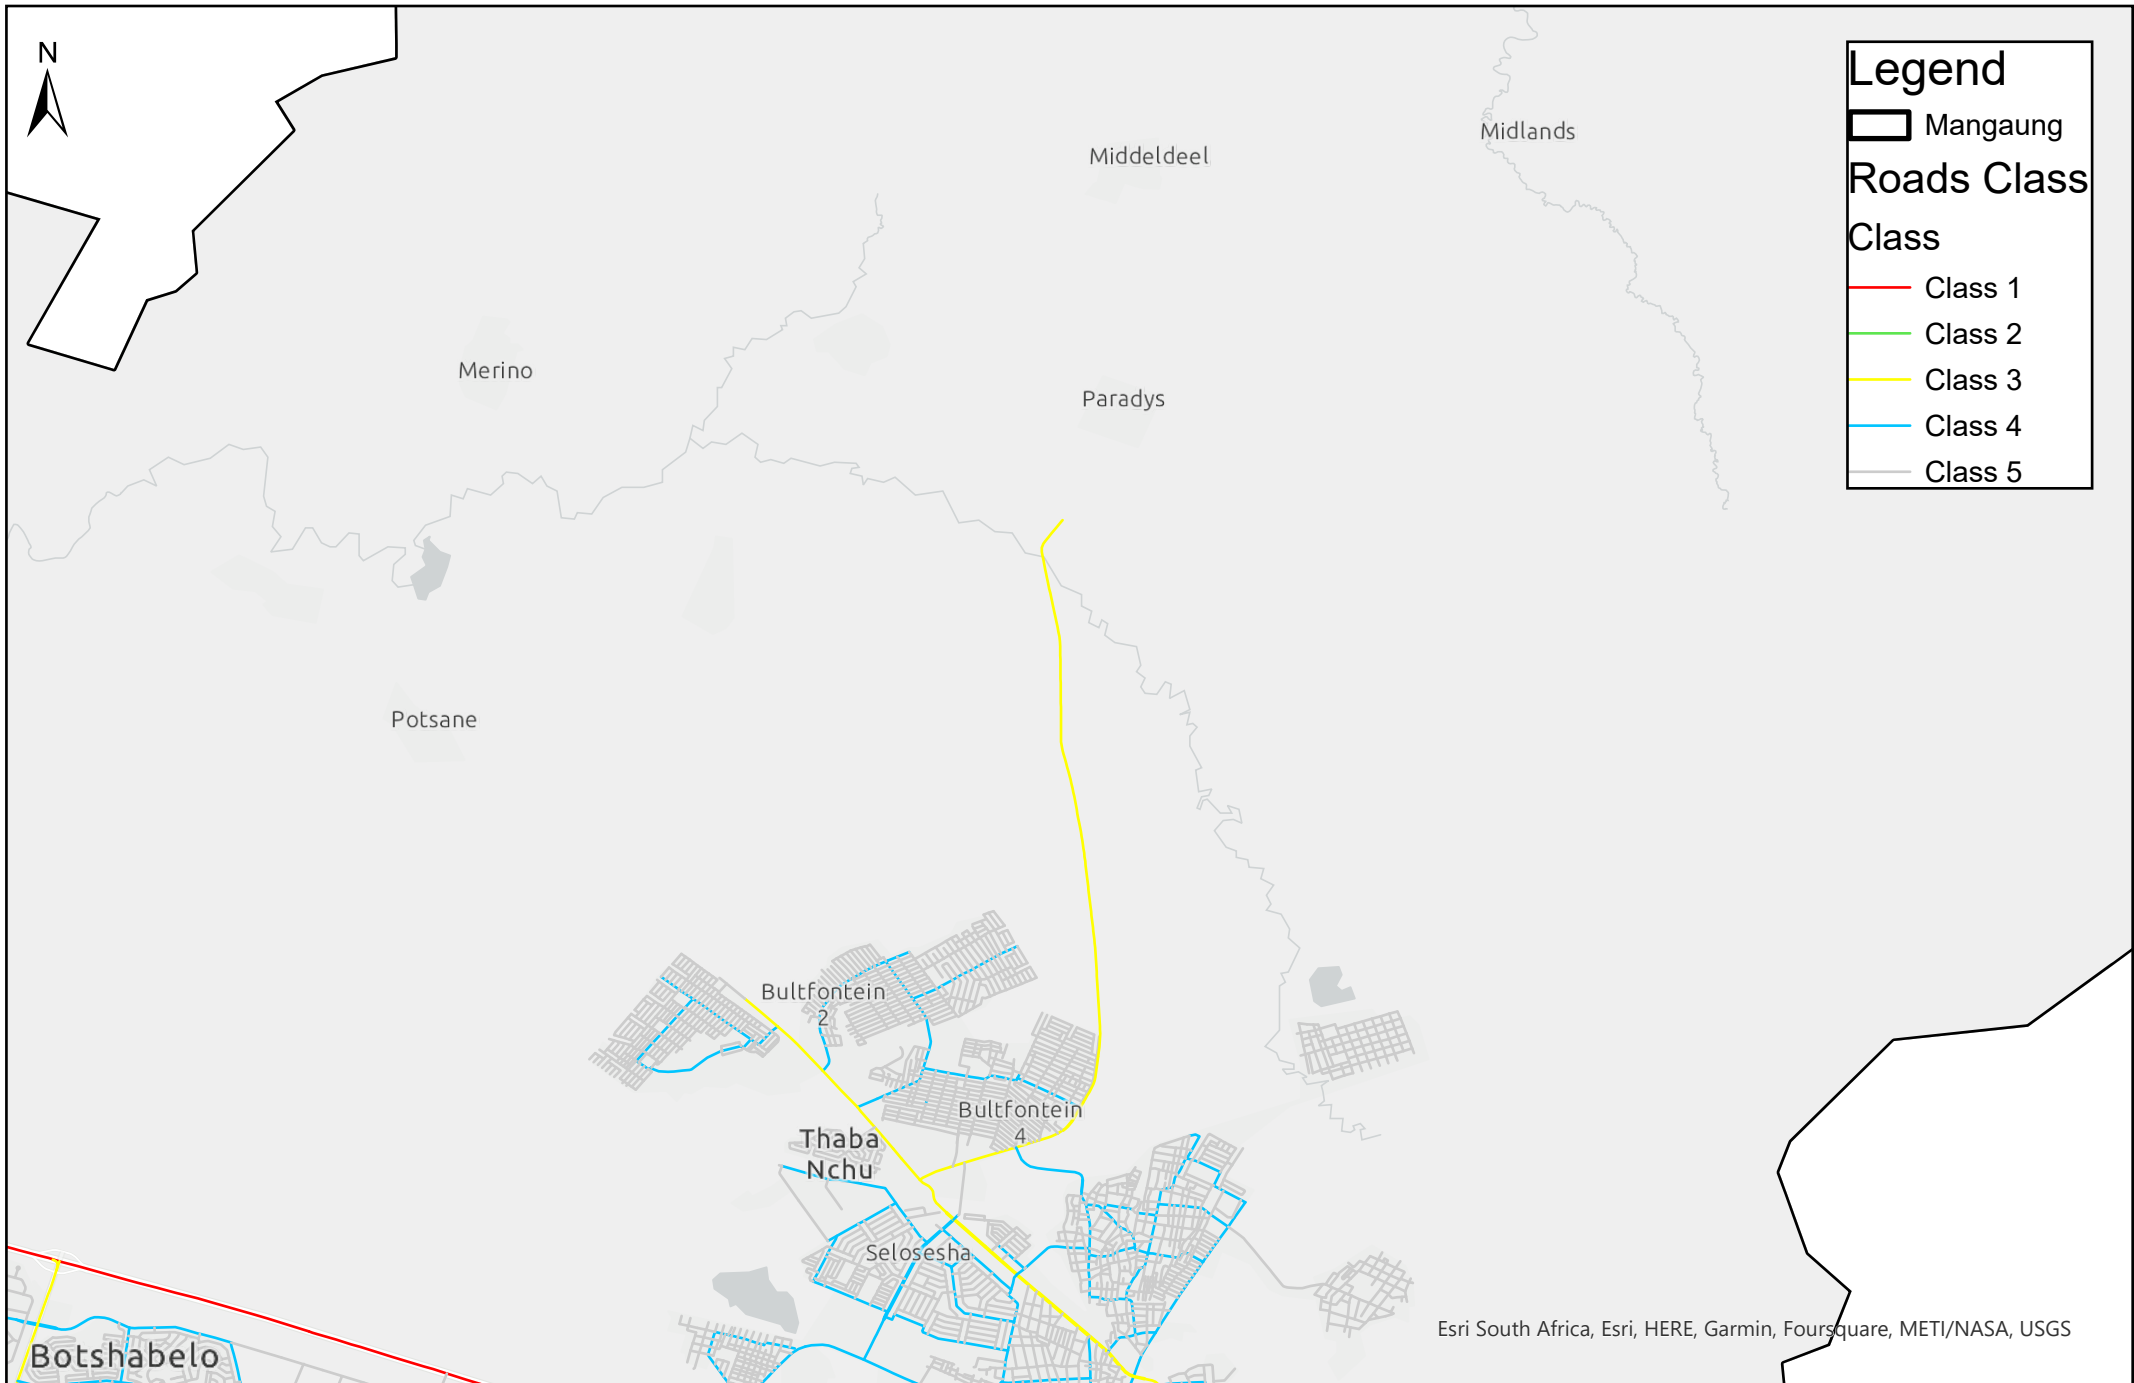 N
Legend
Mangaung
Roads Class
Class
Class 1
Class 2
Class 3
Class 4
Class 5
Midlands
Middeldeel
Merino
Paradys
Potsane
Bultfontein
2
Bultfontein
4
Thaba
Nchu
Selosesha
Botshabelo
Esri South Africa, Esri, HERE, Garmin, Foursquare, METI/NASA, USGS